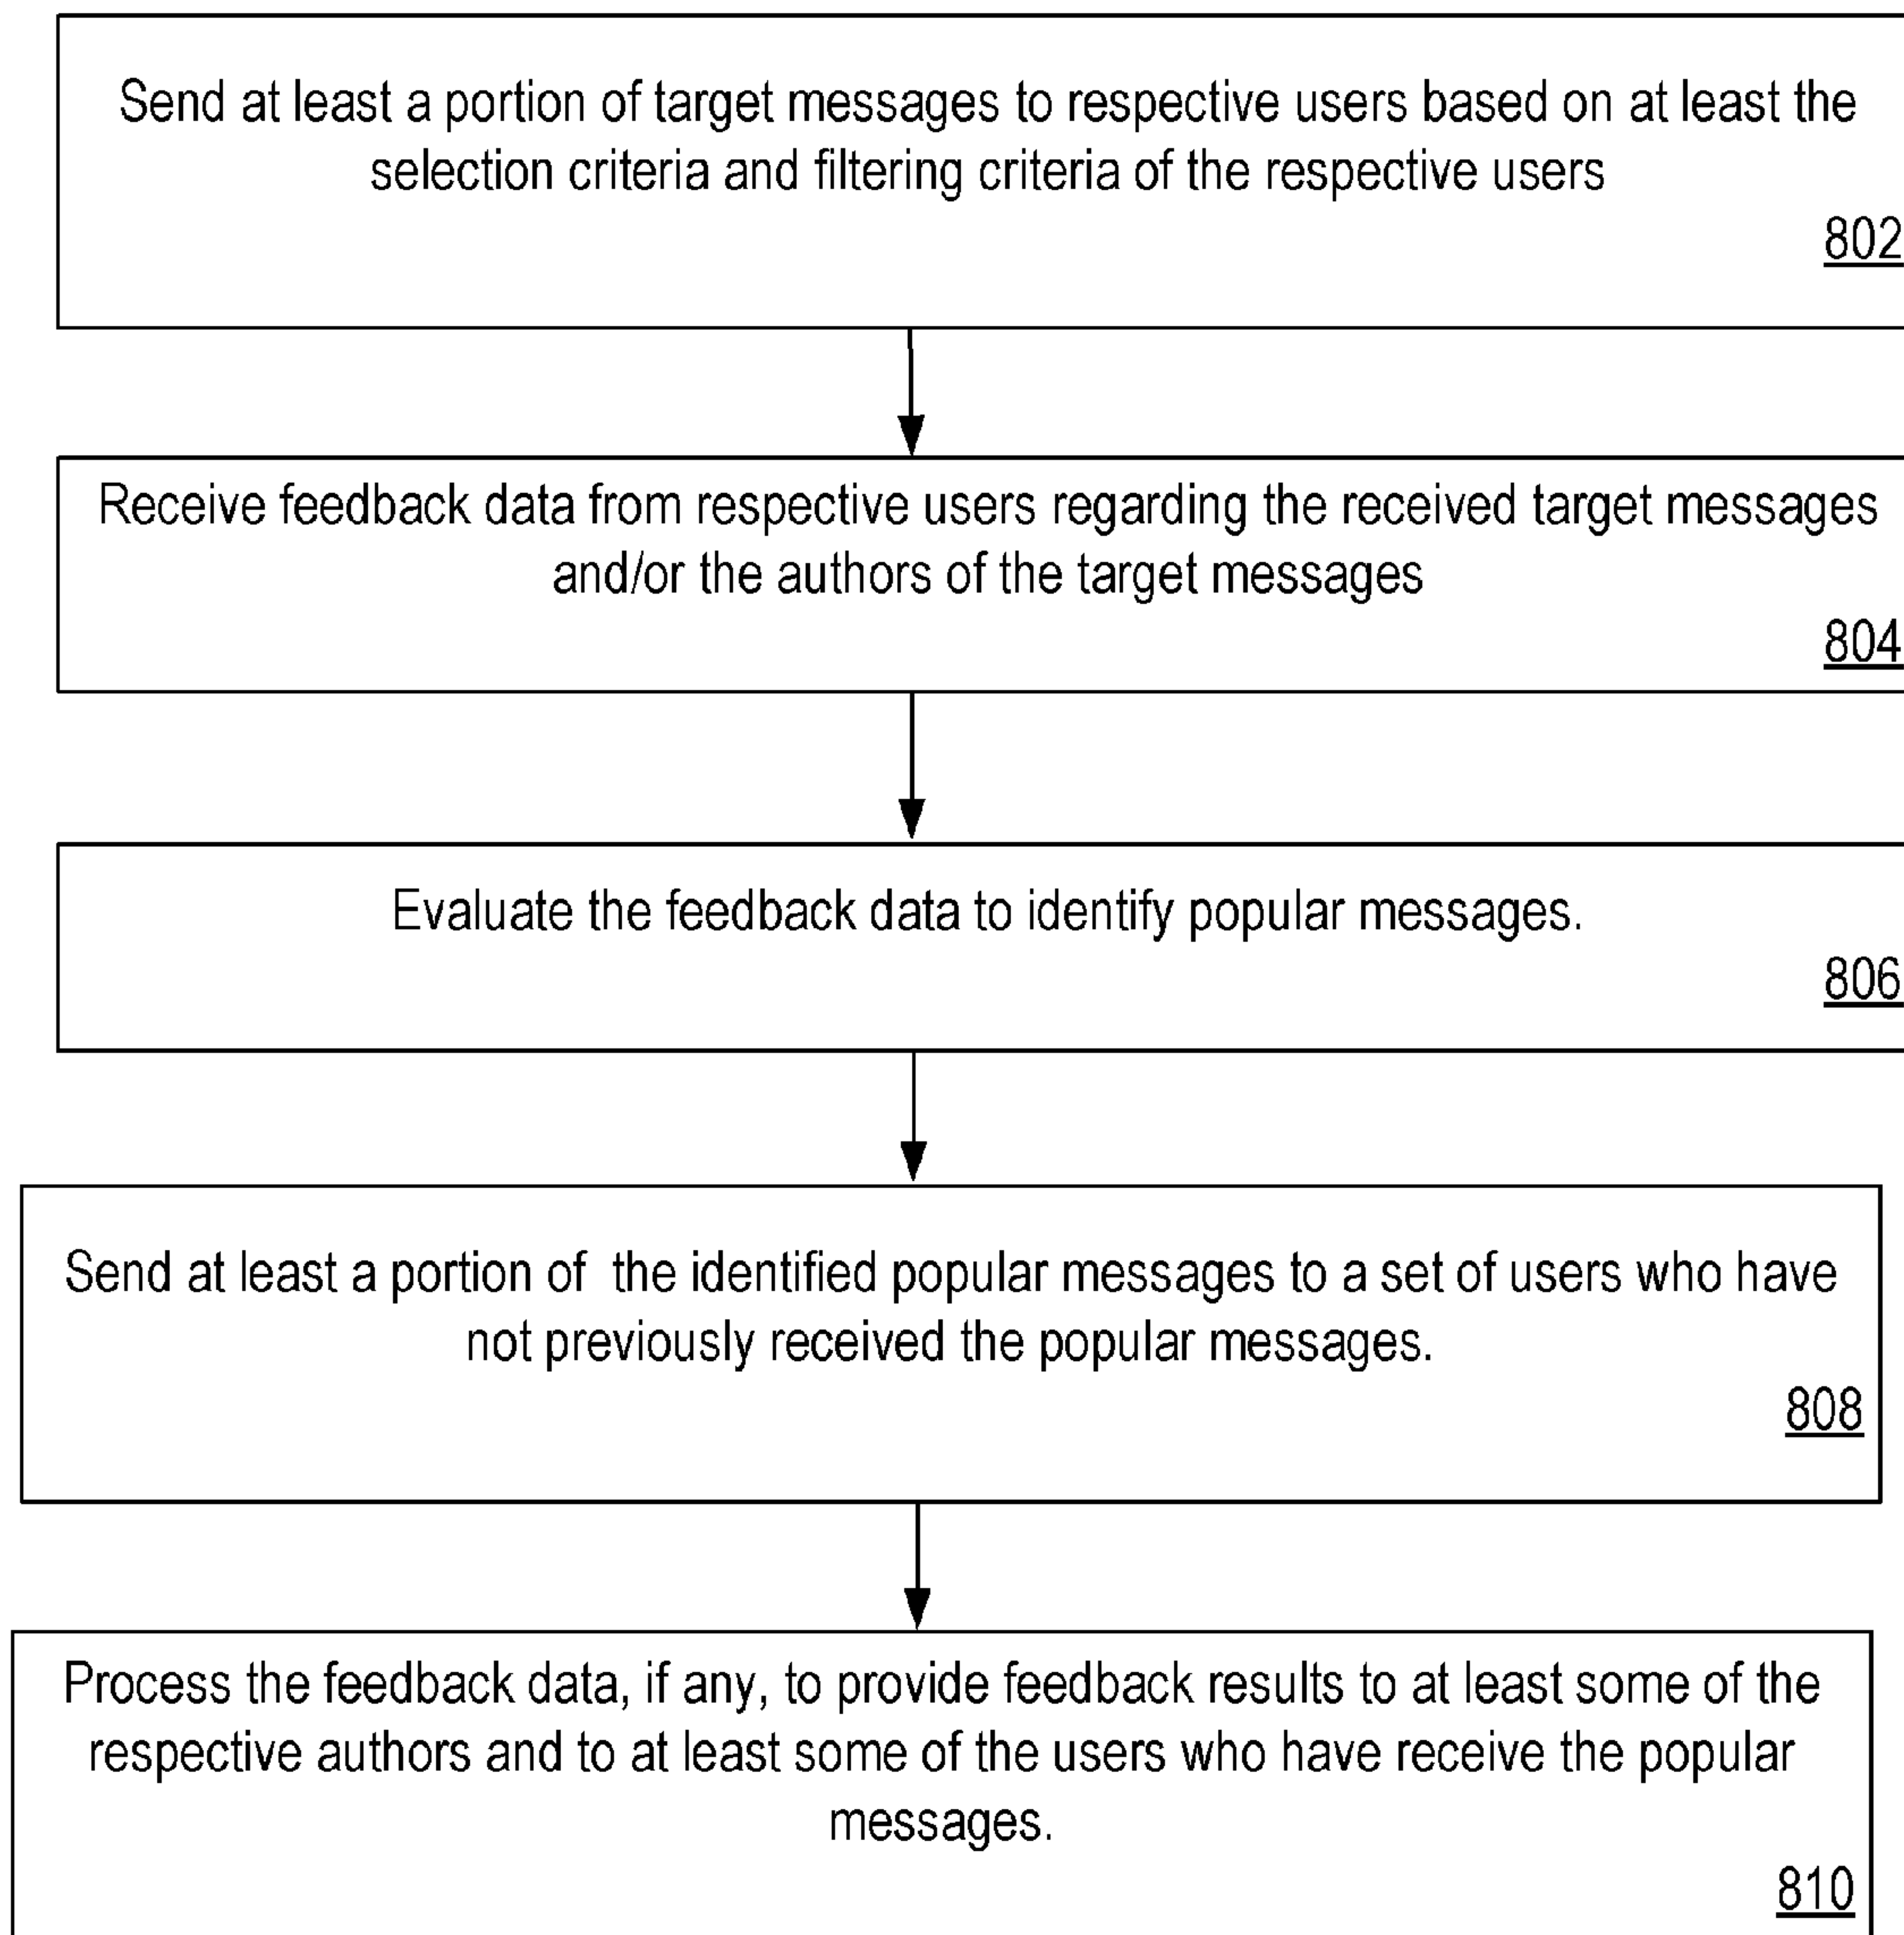 Send at least a portion of target messages to respective users based on at least the
selection criteria and filtering criteria of the respective users
802
Receive feedback data from respective users regarding the received target messages
and/or the authors of the target messages
804
Evaluate the feedback data to identify popular messages.
806
Send at least a portion of the identified popular messages to a set of users who have
not previously received the popular messages.
808
Process the feedback data, if any, to provide feedback results to at least some of the
respective authors and to at least some of the users who have receive the popular
messages.
810